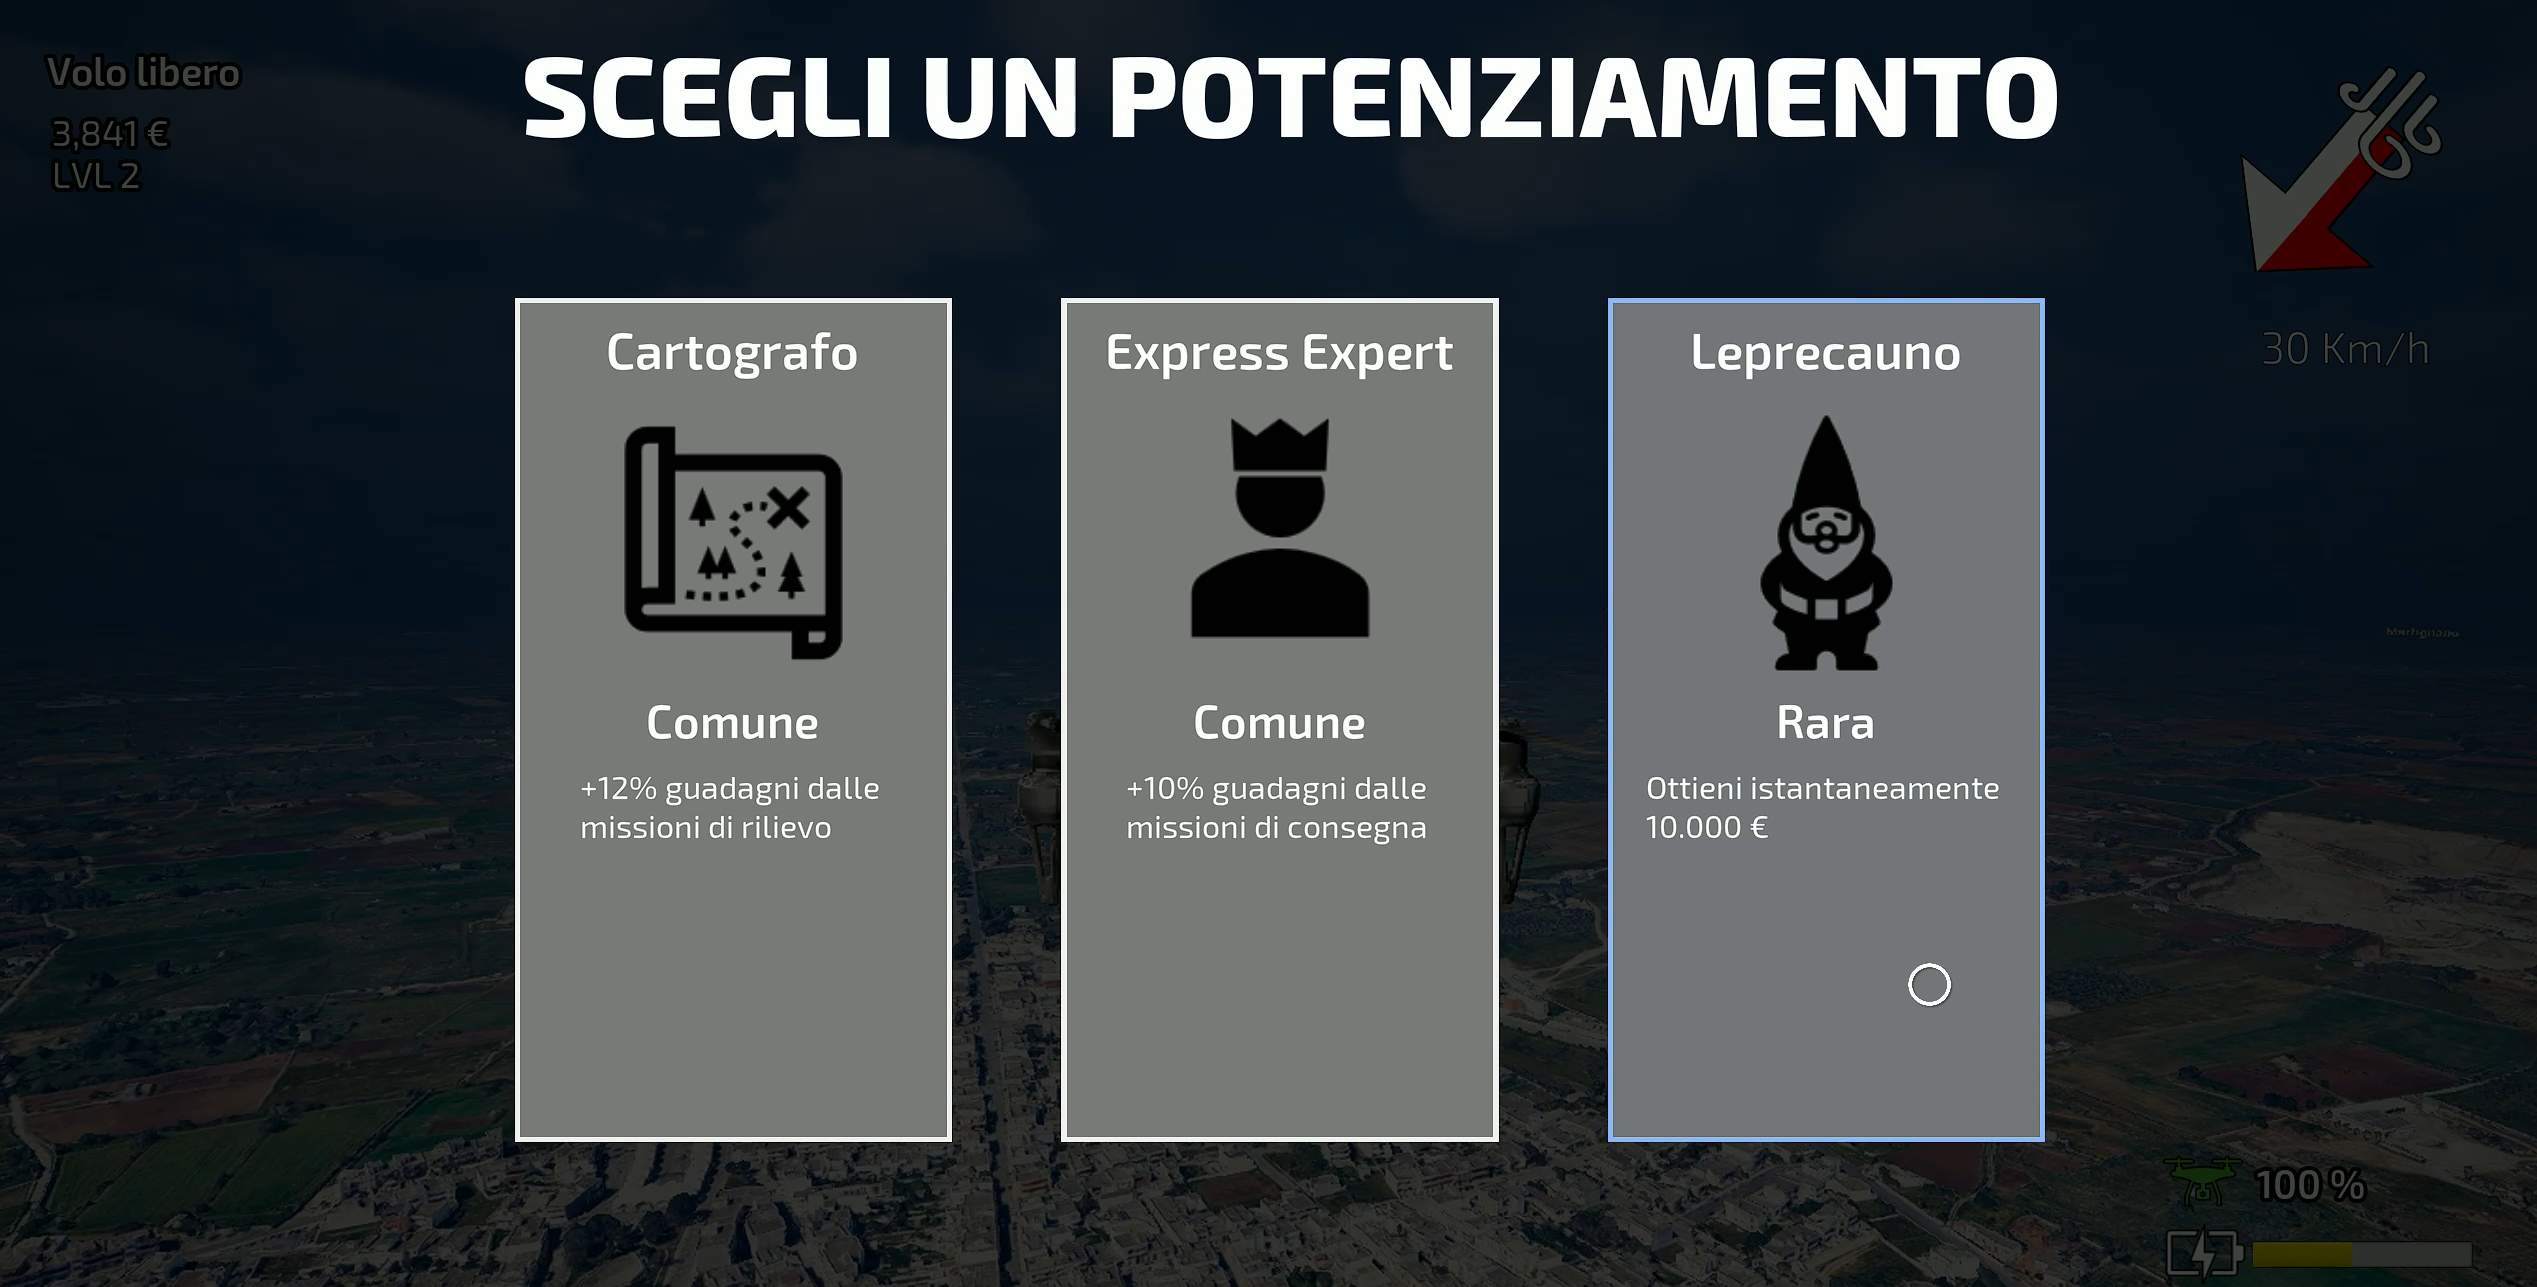 Volo libero
3,841 €
LVL 2
SCEGLI UN POTENZIAMENTO
30 Km/h
Cartografo
Comune
+12% guadagni dalle
missioni di rilievo
Express Expert
Comune
+10% guadagni dalle
missioni di consegna
Leprecauno
Rara
Ottieni istantaneamente
10.000 €
100 %